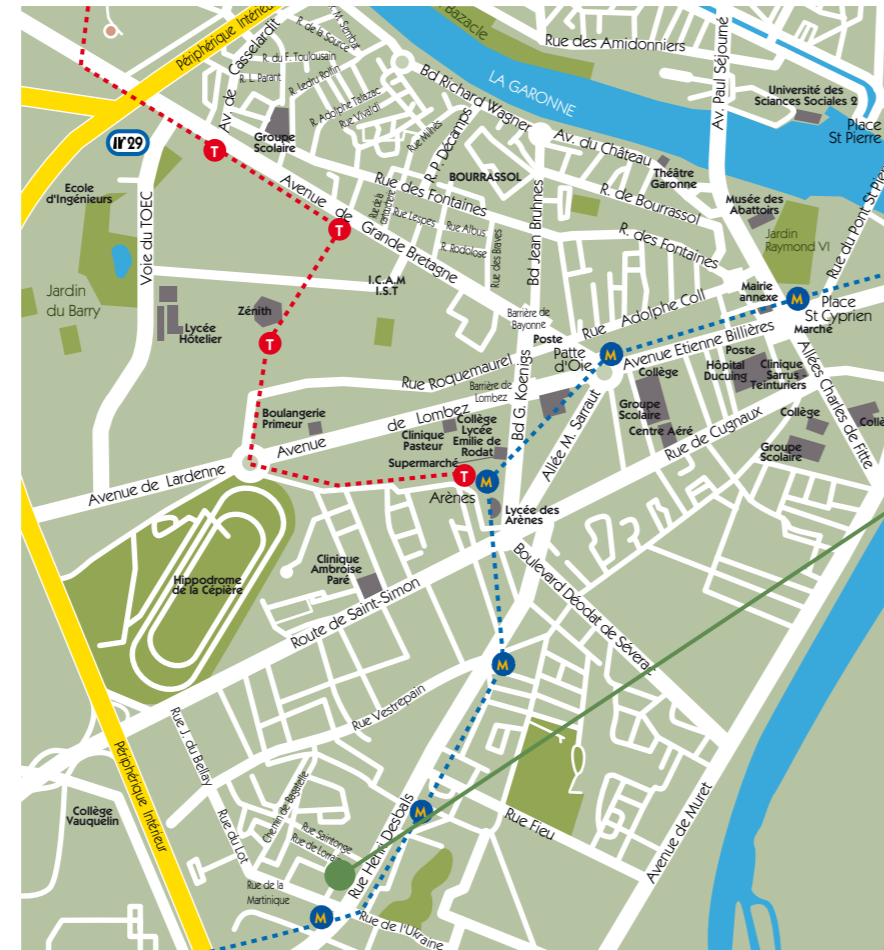 Bazacle
Rue des Amidonniers
Av. Paul Séjourné
LA GARONNE
Université des
Sciances Sociales 2
Place
St Pierre
Périphérique Intérieur
Av. de Casselardit
R. de la Source
R. M. Sembat
R. du F. Toulousain
R. L. Parant
R. Ledru Rollin
R. Adolphe Talazac
Rue Vivaldi
Groupe
Scolaire
Bd Richard Wagner
Rue Milhès
R. P. Décamps
BOURRASSOL
Av. du Château
Théâtre
Garonne
R. de Bourrassol
Musée des
Abattoirs
Jardin
Raymond VI
Rue du Pont St Pierre
N 29
T
Ecole
d'Ingénieurs
Voie du TOEC
Jardin
du Barry
Avenue de Grande Bretagne
T
Rue des Fontaines
Rue Lespes
Rue Albus
R. Rodolose
Rue des Braves
Bd Jean Bruhnes
R. des Fontaines
I.C.A.M
I.S.T
Zénith
T
Lycée
Hôtelier
Barrière de
Bayonne
Poste
Rue Adolphe Coll
Mairie
annexe
M
Place
St Cyprien
Marché
Patte
d'Oie
M
Avenue Etienne Billières
Rue Roquemaurel
Barrière de
Lombez
Bd G. Koenigs
Collège
Poste
Hôpital
Ducuing
Clinique
Sarrus -
Teinturiers
Allées Charles de Fitte
Groupe
Scolaire
Centre Aéré
Rue de Cugnaux
Collège
Groupe
Scolaire
Boulangerie
Primeur
Avenue de Lombez
Clinique
Pasteur
Collège
Lycée
Emilie de
Rodat
Allée M. Sarraut
Supermarché
T
M
Arènes
Avenue de Lardenne
Lycée des
Arènes
Hippodrome
de la Cépière
Clinique
Ambroise
Paré
Route de Saint-Simon
Boulevard Déodat de Séverac
M
Rue Vestrepain
Rue J. du Bellay
Périphérique Intérieur
Collège
Vauquelin
Rue du Lot
Chemin de Bagatelle
Rue Saintonge
Rue Henri Desbals
M
Rue Fieu
Avenue de Muret
Rue de la
Martinique
M
Rue de l'Ukraine